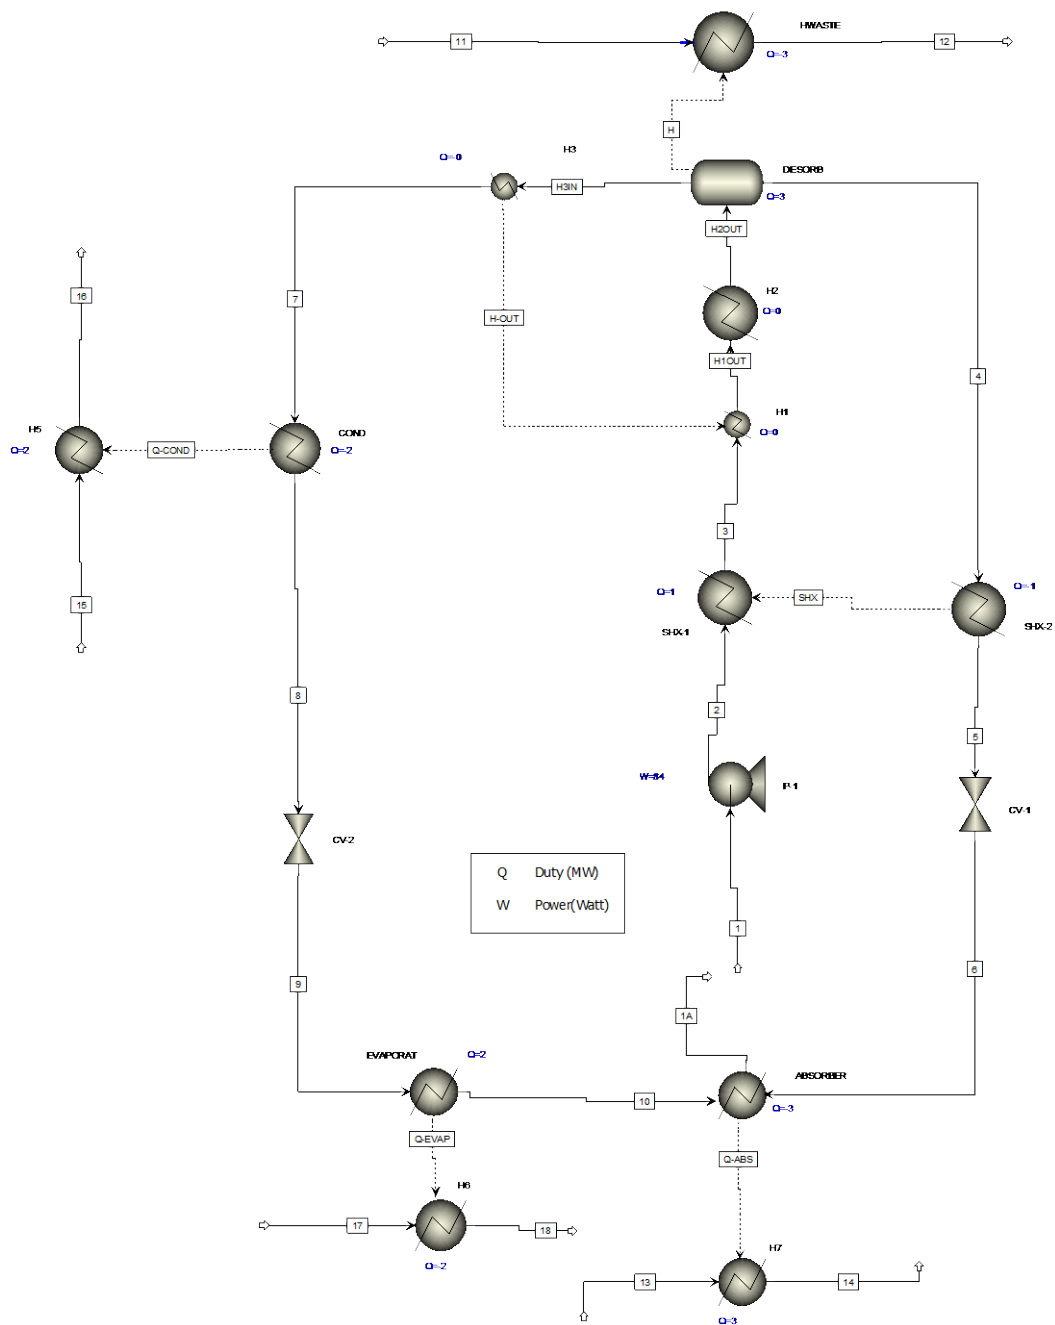 HWASTE
11
12
Q=-3
H
H3
Q=-0
DESORB
H3IN
Q=3
H2OUT
16
7
H2
H-OUT
Q=0
H1OUT
4
H1
H5
COND
Q=0
Q=2
Q-COND
Q=-2
3
Q=-1
Q=1
SHX
15
SHX-1
SHX-2
8
2
5
W=84
P-1
CV-1
CV-2
Q Duty (MW)
W Power(Watt)
1
6
9
1A
EVAPORAT
Q=2
ABSORBER
10
Q=-3
Q-EVAP
Q-ABS
H6
17
18
H7
Q=-2
13
14
Q=3